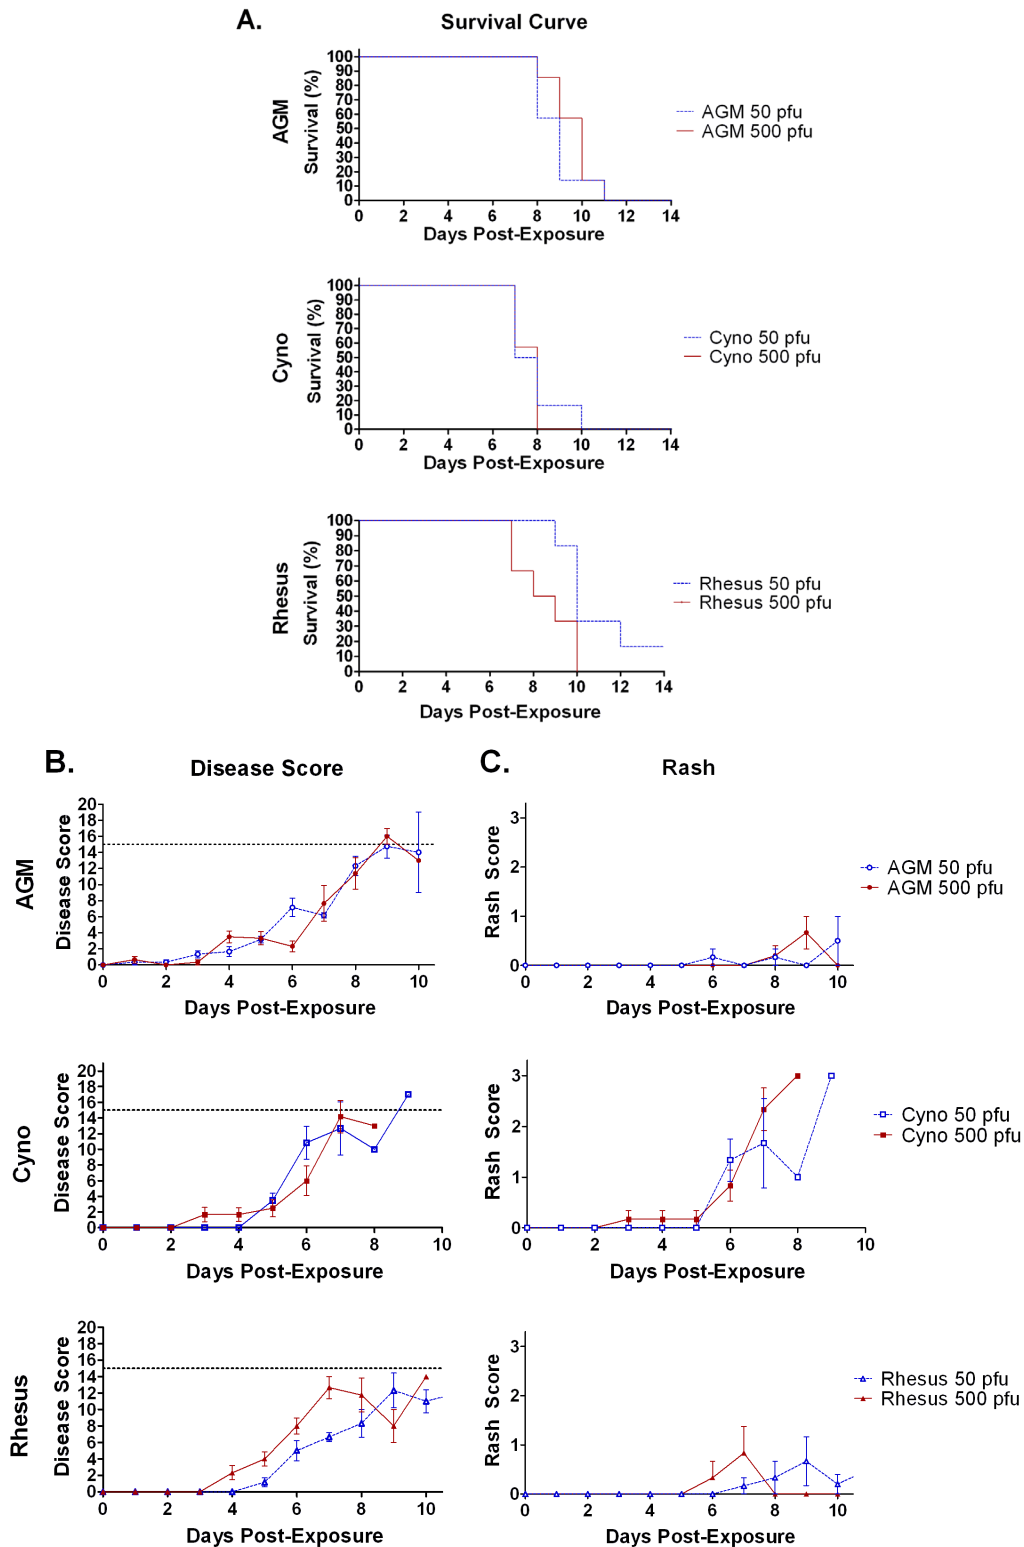 A.
Survival Curve
AGM
Survival (%)
100
90
80
70
60
50
40
30
20
10
0
0 2 4 6 8 10 12 14
Days Post-Exposure
AGM 50 pfu
AGM 500 pfu
Cyno
Survival (%)
100
90
80
70
60
50
40
30
20
10
0
0 2 4 6 8 10 12 14
Days Post-Exposure
Cyno 50 pfu
Cyno 500 pfu
Rhesus
Survival (%)
100
90
80
70
60
50
40
30
20
10
0
0 2 4 6 8 10 12 14
Days Post-Exposure
Rhesus 50 pfu
Rhesus 500 pfu
B.
Disease Score
AGM
Disease Score
20
18
16
14
12
10
8
6
4
2
0
0 2 4 6 8 10
Days Post-Exposure
Cyno
Disease Score
20
18
16
14
12
10
8
6
4
2
0
0 2 4 6 8 10
Days Post-Exposure
Rhesus
Disease Score
20
18
16
14
12
10
8
6
4
2
0
0 2 4 6 8 10
Days Post-Exposure
C.
Rash
Rash Score
3
2
1
0
0 2 4 6 8 10
Days Post-Exposure
AGM 50 pfu
AGM 500 pfu
Rash Score
3
2
1
0
0 2 4 6 8 10
Days Post-Exposure
Cyno 50 pfu
Cyno 500 pfu
Rash Score
3
2
1
0
0 2 4 6 8 10
Days Post-Exposure
Rhesus 50 pfu
Rhesus 500 pfu